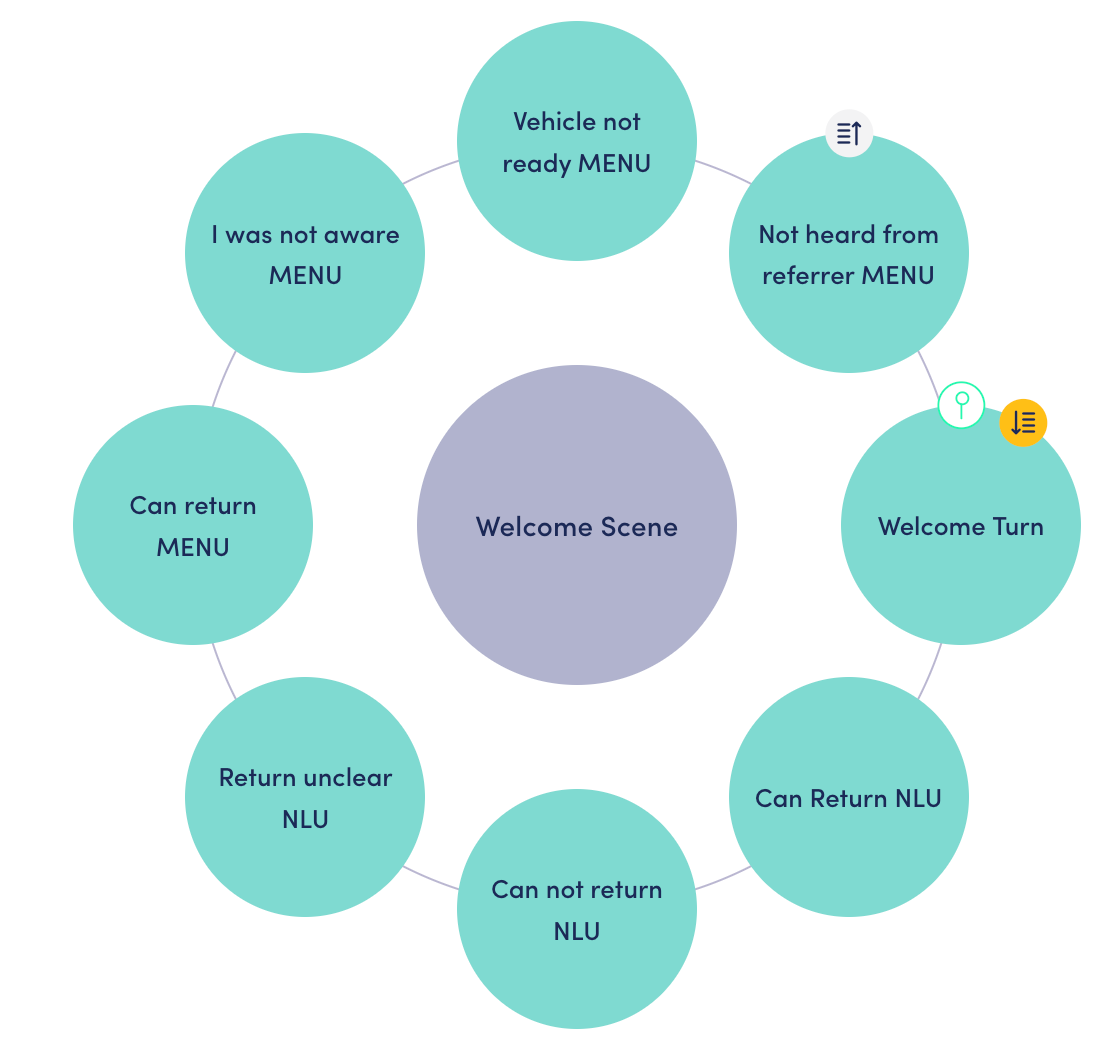 Vehicle not
ready MENU
I was not aware
MENU
Not heard from
referrer MENU
Can return
MENU
Welcome Scene
Welcome Turn
Return unclear
NLU
Can Return NLU
Can not return
NLU